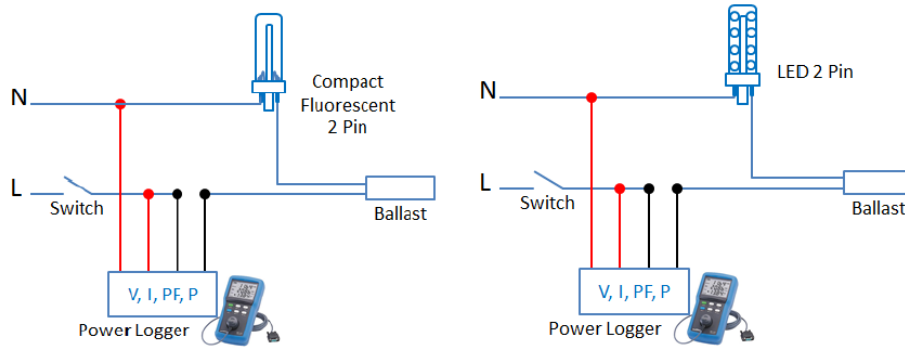 N
Compact
Fluorescent
2 Pin
L
Switch
Ballast
V, I, PF, P
Power Logger
N
LED 2 Pin
L
Switch
Ballast
V, I, PF, P
Power Logger